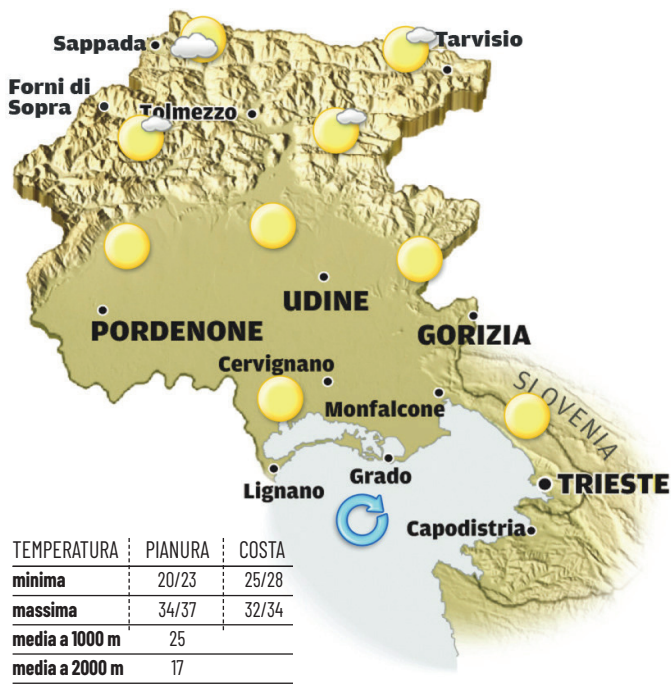 Sappada
Tarvisio
Forni di
Sopra
Tolmezzo
UDINE
PORDENONE
GORIZIA
Cervignano
SLOVENIA
Monfalcone
Grado
Lignano
TRIESTE
Capodistria
TEMPERATURA PIANURA COSTA
minima 20/23 25/28
massima 34/37 32/34
media a 1000 m 25
media a 2000 m 17